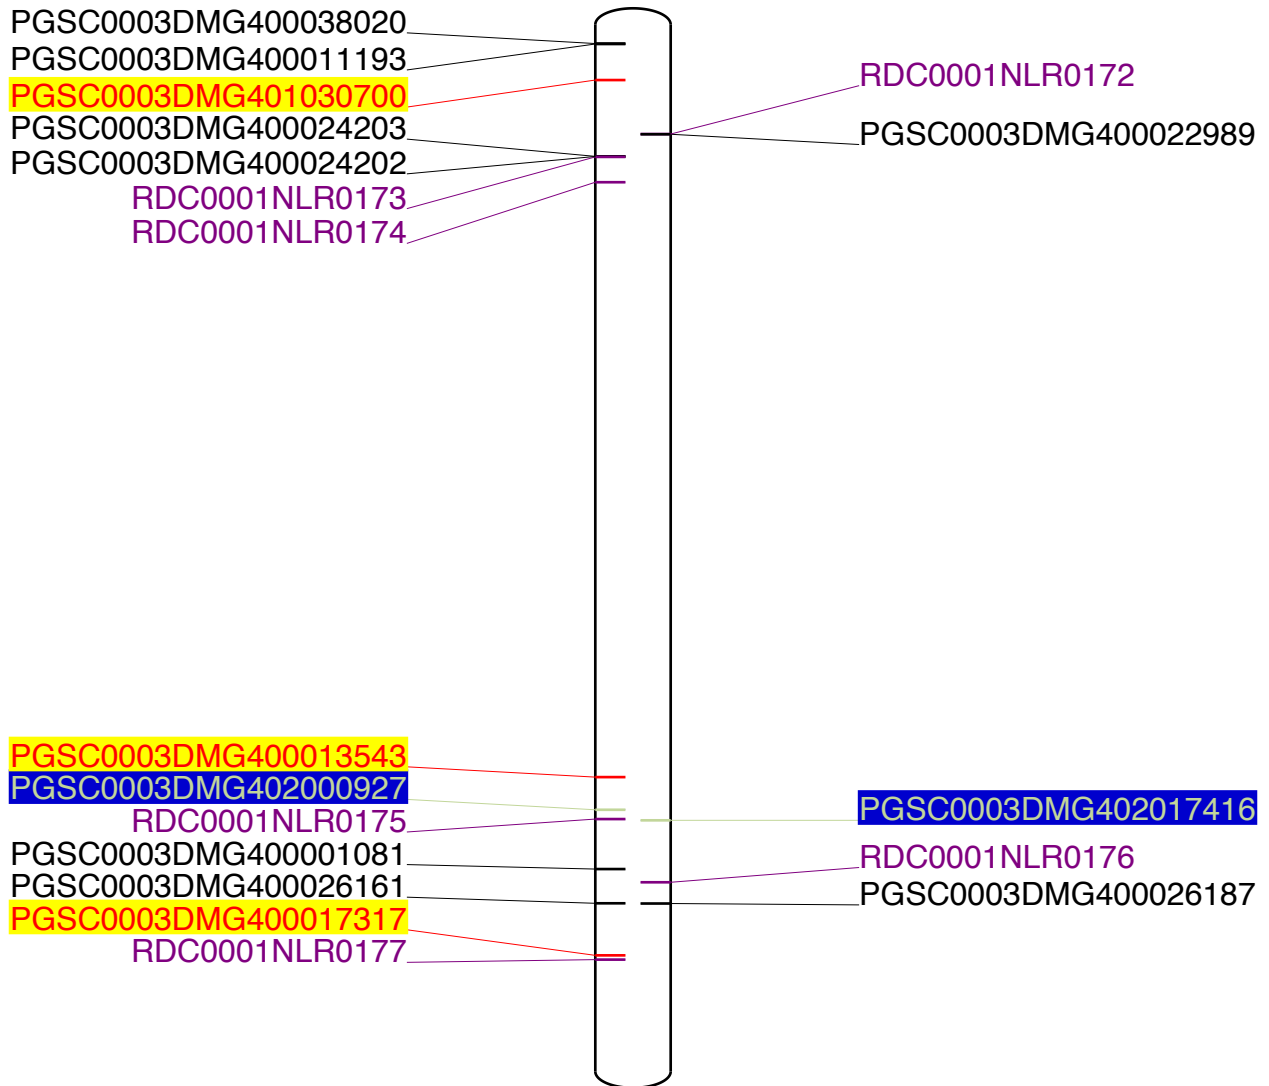 PGSC0003DMG400038020
PGSC0003DMG400011193
PGSC0003DMG401030700
PGSC0003DMG400024203
PGSC0003DMG400024202
RDC0001NLR0173
RDC0001NLR0174
RDC0001NLR0172
PGSC0003DMG400022989
PGSC0003DMG400013543
PGSC0003DMG402000927
RDC0001NLR0175
PGSC0003DMG400001081
PGSC0003DMG400026161
PGSC0003DMG400017317
RDC0001NLR0177
PGSC0003DMG402017416
RDC0001NLR0176
PGSC0003DMG400026187